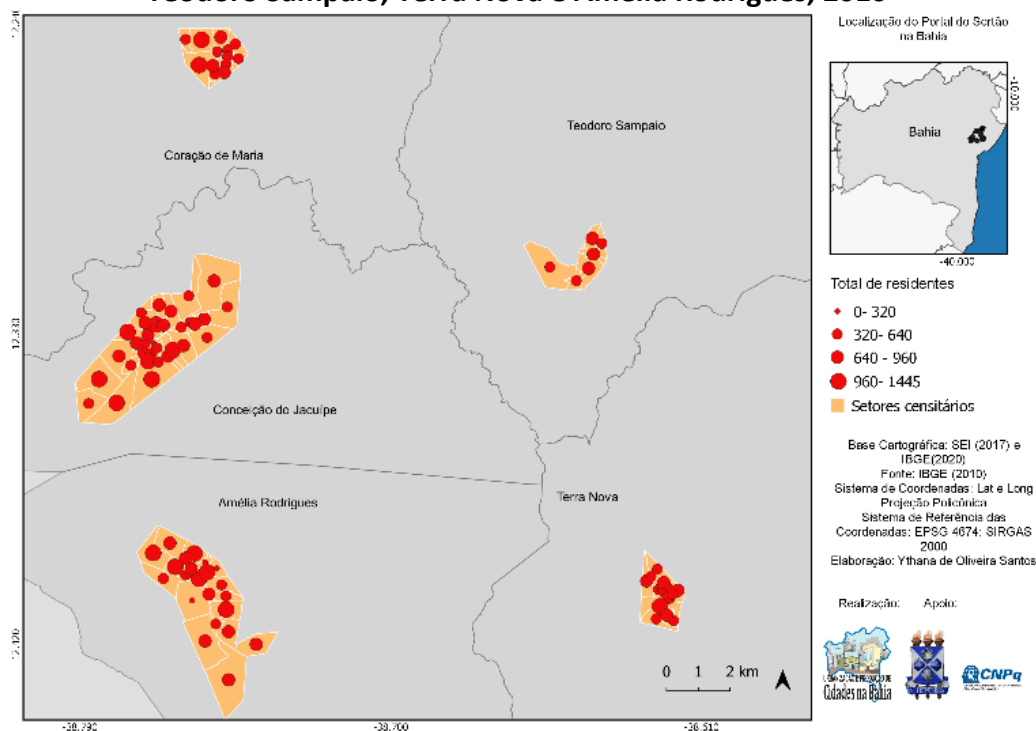 Teodoro Sampaio, Terra Nova e Amélia Rodrigues, 2010
Coração de Maria
Teodoro Sampaio
Conceição do Jacuípe
Amélia Rodrigues
Terra Nova
0 1 2 km
-38.790
-38.700
-38.610
Localização do Portal do Sertão
na Bahia
Bahia
-10.000
-40.000
Total de residentes
0- 320
320- 640
640 - 960
960- 1445
Setores censitários
Base Cartográfica: SEI (2017) e
IBGE(2020)
Fonte: IBGE (2010)
Sistema de Coordenadas: Lat e Long
Projeção Policônica
Sistema de Referência das
Coordenadas: EPSG 4674: SIRGAS
2000
Elaboração: Ythana de Oliveira Santos
Realização: Apoio:
Cidades na Bahia
CNPq